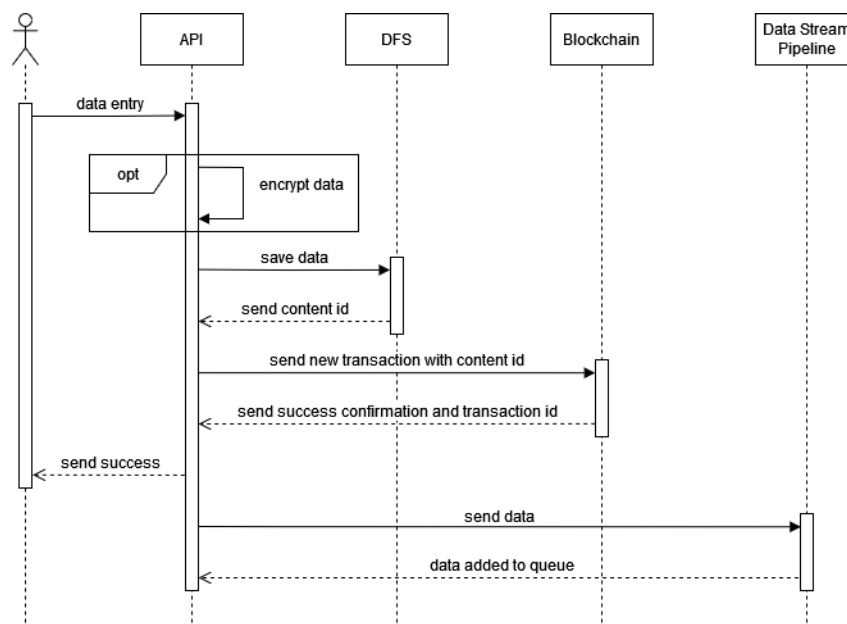 API
DFS
Blockchain
Data Stream
Pipeline
data entry
opt
encrypt data
save data
send content id
send new transaction with content id
send success confirmation and transaction id
send success
send data
data added to queue